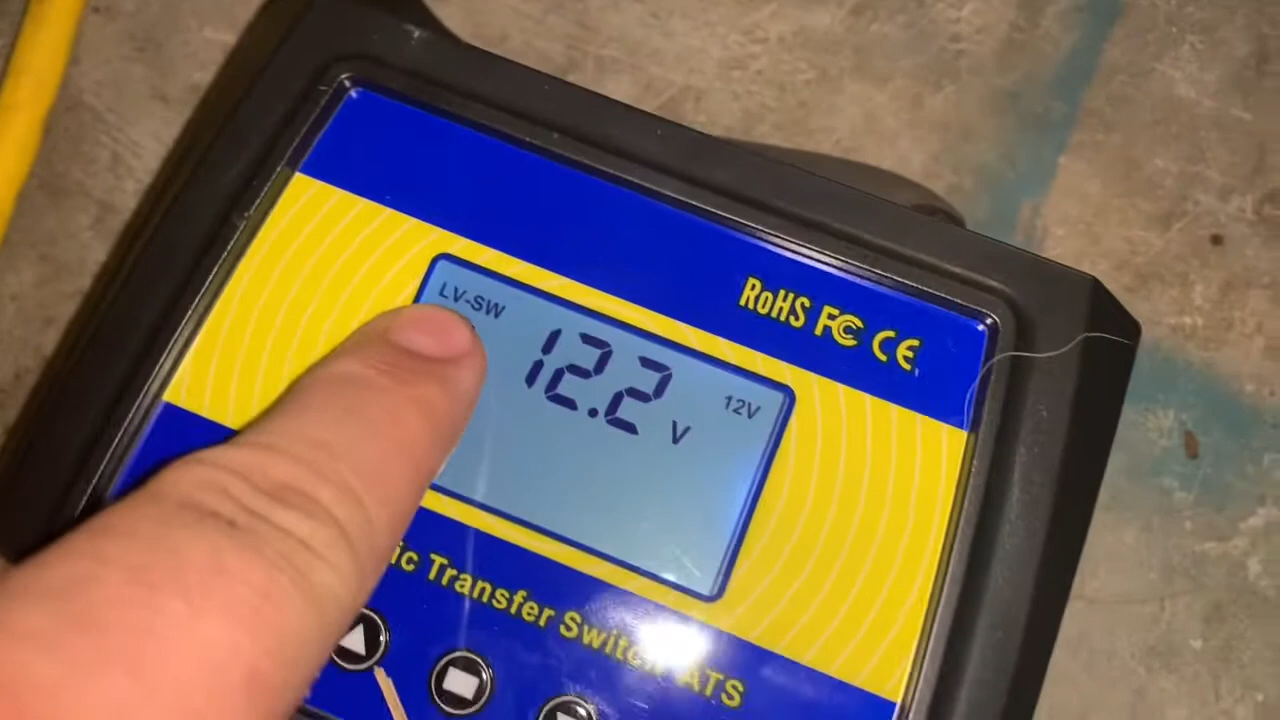 RoHS FC CE
LV-SW
12.2 V
12V
ic Transfer Switch ATS